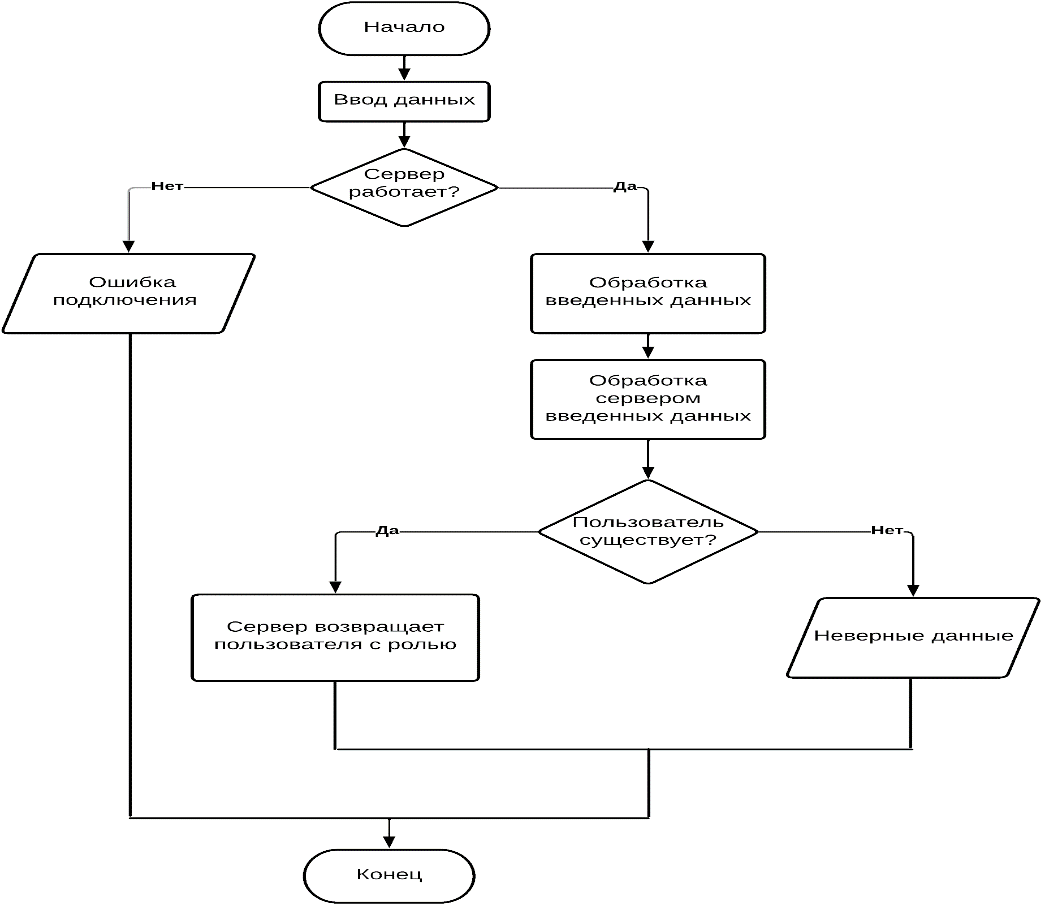 Начало
Ввод данных
Сервер
работает?
Нет
Да
Ошибка
подключения
Обработка
введенных данных
Обработка
сервером
введенных данных
Пользователь
существует?
Да
Нет
Сервер возвращает
пользователя с ролью
Неверные данные
Конец